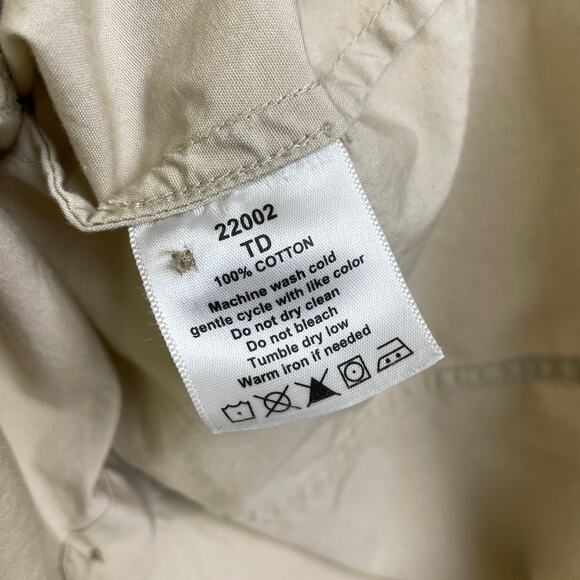 22002
TD
100% COTTON
Machine wash cold
gentle cycle with like color
Do not dry clean
Do not bleach
Tumble dry low
Warm iron if needed